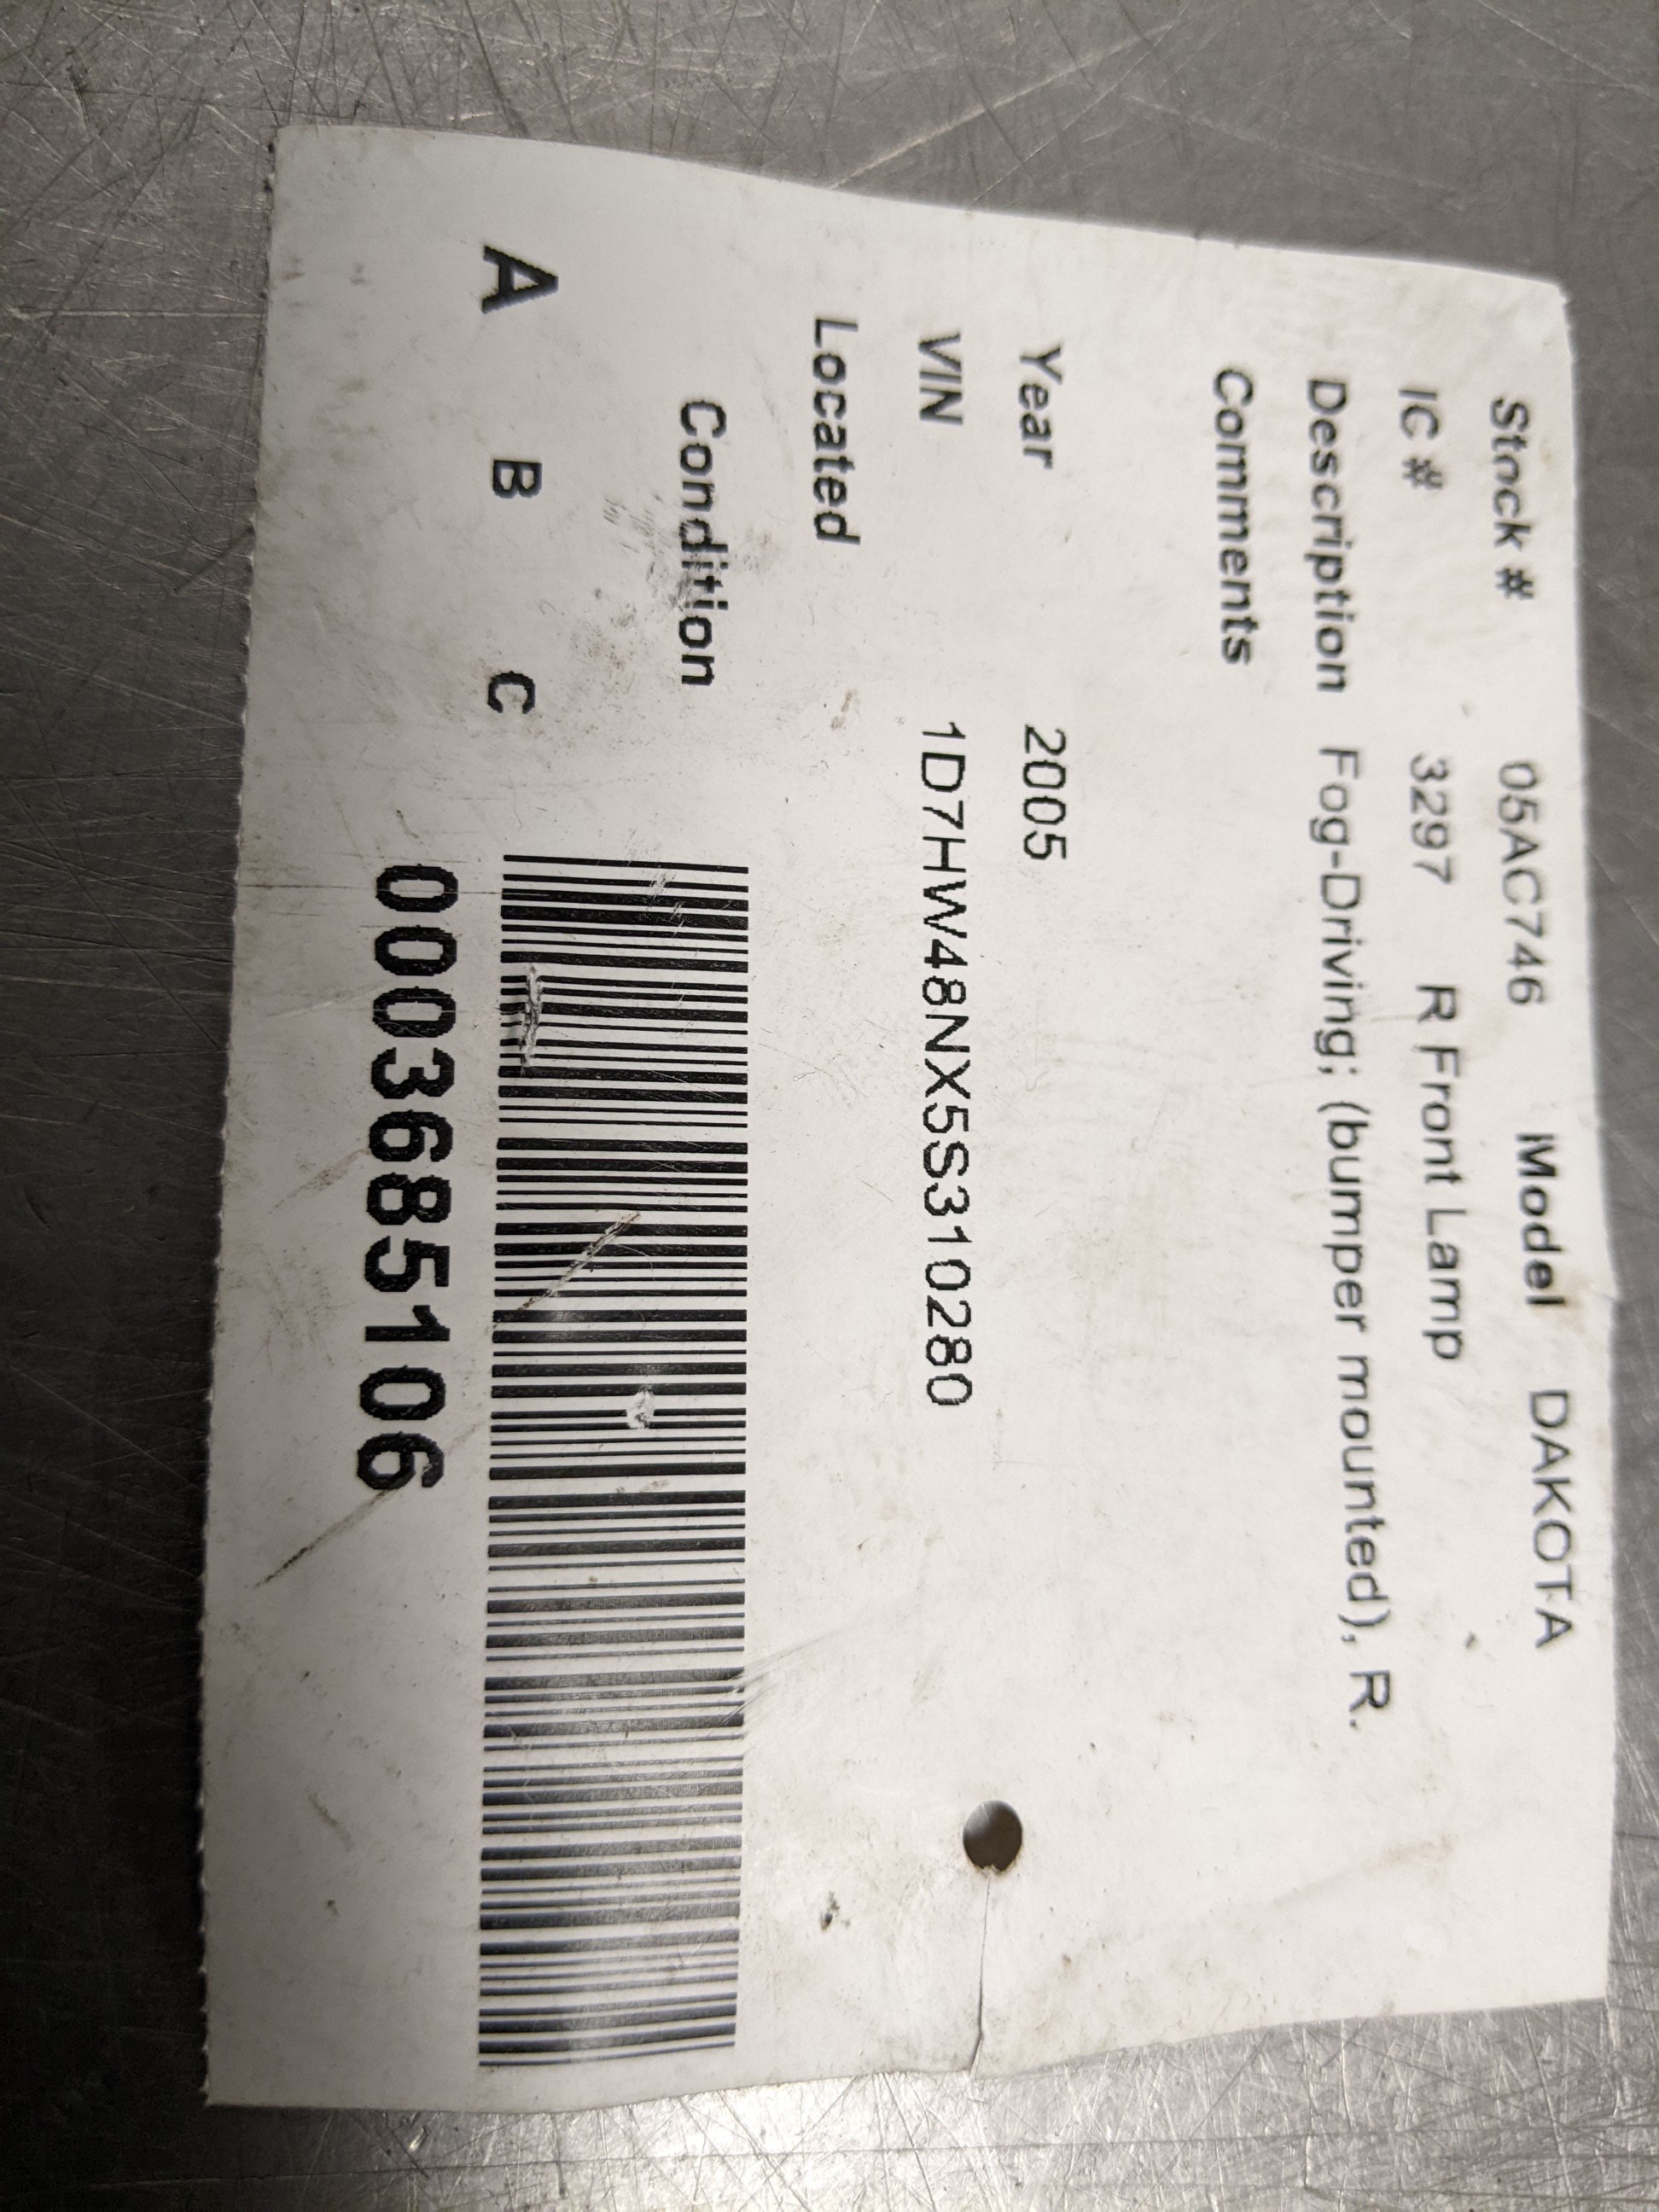 Stock # 05AC746 Model DAKOTA
IC # 3297 R Front Lamp
Description Fog-Driving; (bumper mounted), R.
Comments
Year 2005
VIN 1D7HW48NX5S310280
Located
Condition
A B C
0003685106